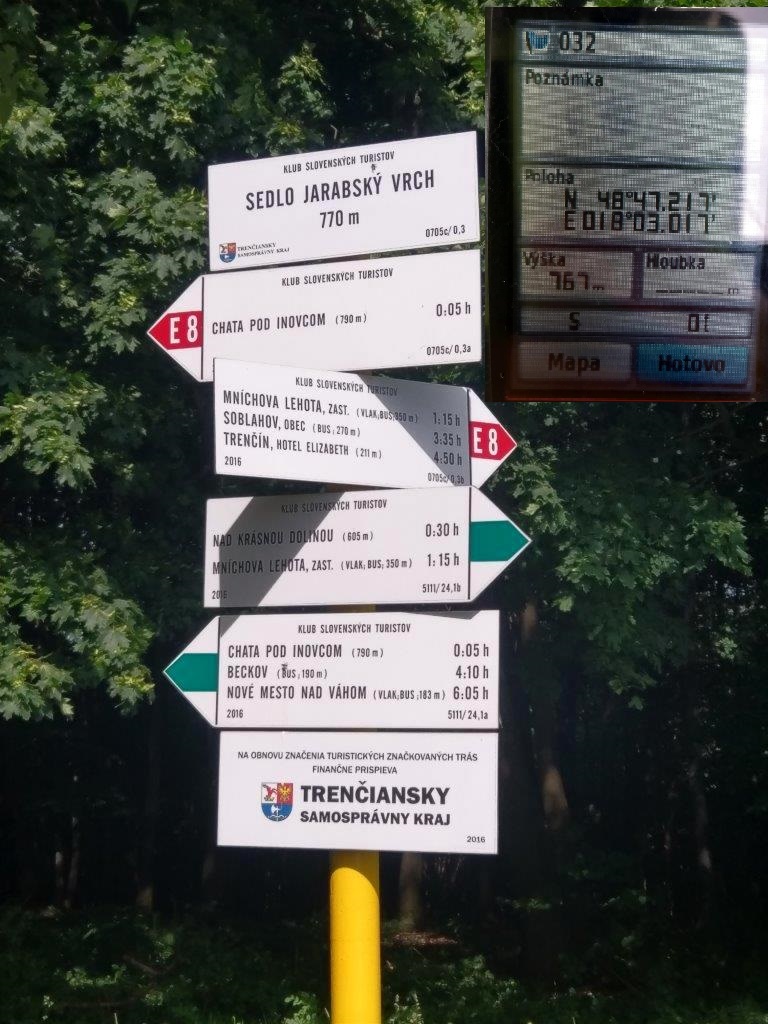 032
Poznámka
Poloha
N 48°47.217'
E018°03.017'
Výška Hloubka
767m _____m
S
Mapa Hotovo
KLUB SLOVENSKÝCH TURISTOV
SEDLO JARABSKÝ VRCH
770 m
0705c/0,3
TRENČIANSKY
SAMOSPRÁVNY KRAJ
KLUB SLOVENSKÝCH TURISTOV
E8 CHATA POD INOVCOM (790 m) 0:05 h
0705c/0,3a
KLUB SLOVENSKÝCH TURISTOV
MNÍCHOVA LEHOTA, ZAST. (VLAK,BUS,350 m) 1:15 h
SOBLAHOV, OBEC (BUS,270 m) 3:35 h E8
TRENČÍN, HOTEL ELIZABETH (211 m) 4:50 h
2016 0705c/0,3b
KLUB SLOVENSKÝCH TURISTOV
NAD KRÁSNOU DOLINOU (605 m) 0:30 h
MNÍCHOVA LEHOTA, ZAST. (VLAK,BUS,350 m) 1:15 h
2016 5111/24,1b
KLUB SLOVENSKÝCH TURISTOV
CHATA POD INOVCOM (790 m) 0:05 h
BECKOV (BUS,190 m) 4:10 h
NOVÉ MESTO NAD VÁHOM (VLAK,BUS,183 m) 6:05 h
2016 5111/24,1a
NA OBNOVU ZNAČENIA TURISTICKÝCH ZNAČKOVANÝCH TRÁS
FINANČNE PRISPIEVA
TRENČIANSKY
SAMOSPRÁVNY KRAJ
2016